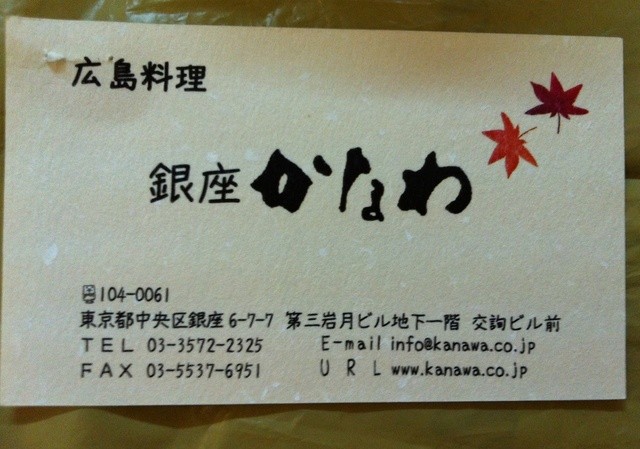 広島料理
銀座 かなわ
〠104-0061
東京都中央区銀座6-7-7 第三岩月ビル地下一階 交詢ビル前
TEL 03-3572-2325 E-mail info@kanawa.co.jp
FAX 03-5537-6951 URL www.kanawa.co.jp